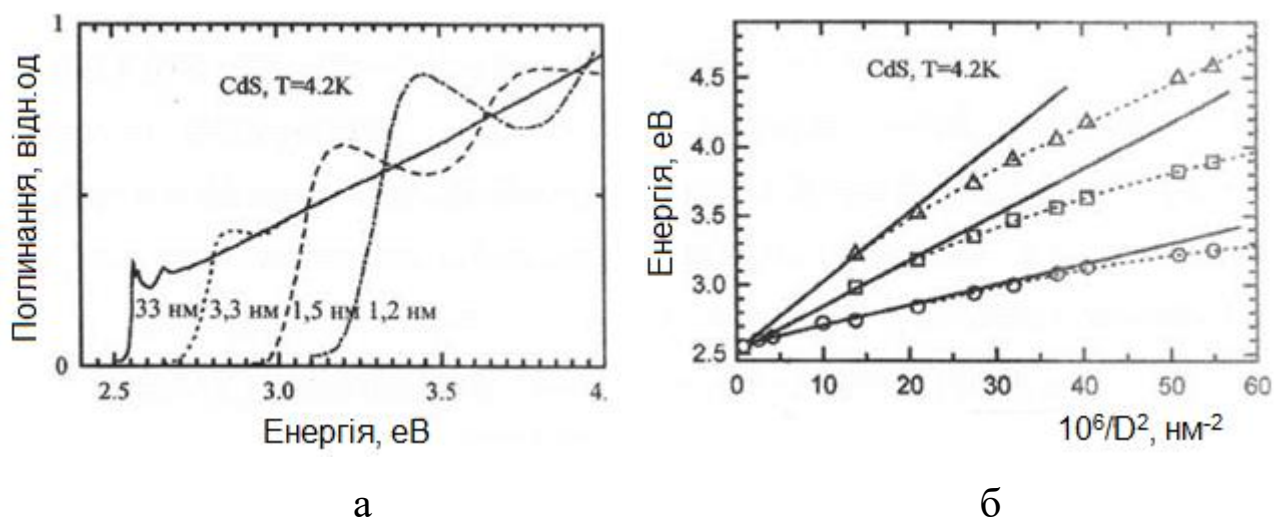 1
Поглинання, відн.од
CdS, T=4.2K
33 нм
3,3 нм
1,5 нм
1,2 нм
0
2.5
3.0
3.5
4.
Енергія, еВ
а
4.5
4.0
3.5
3.0
2.5
Енергія, еВ
CdS, T=4.2K
0
10
20
30
40
50
60
10⁶/D², нм⁻²
б